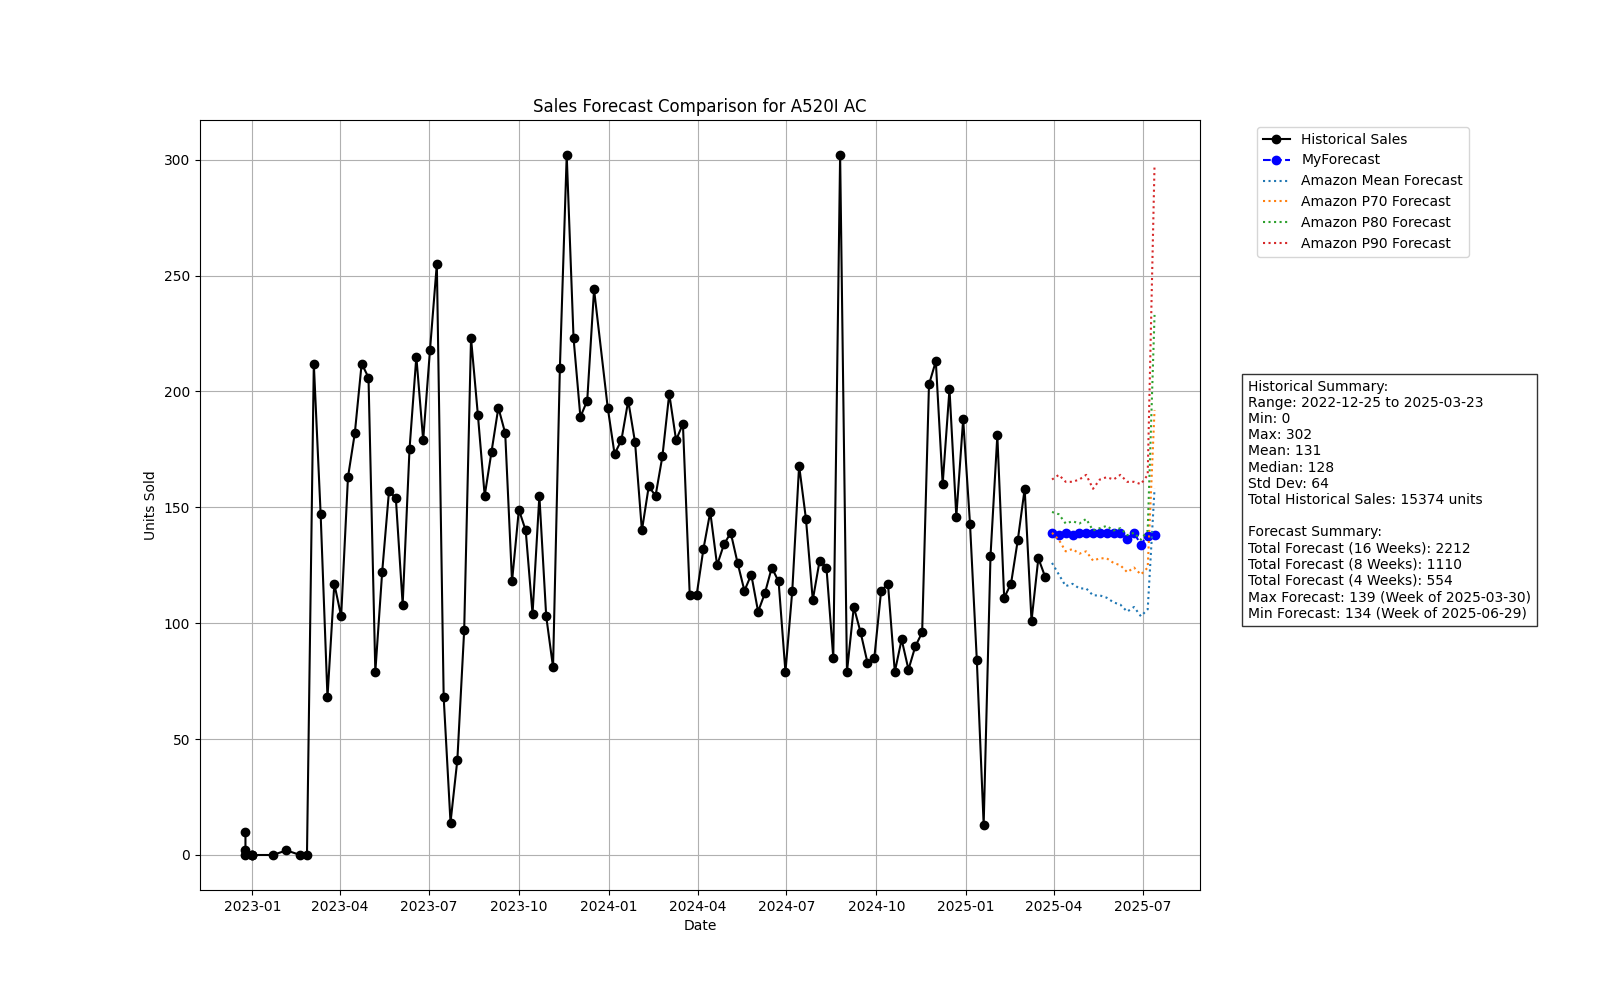 Sales Forecast Comparison for A520I AC
Historical Sales
MyForecast
Amazon Mean Forecast
Amazon P70 Forecast
Amazon P80 Forecast
Amazon P90 Forecast
Units Sold
300
250
200
150
100
50
0
2023-01
2023-04
2023-07
2023-10
2024-01
2024-04
2024-07
2024-10
2025-01
2025-04
2025-07
Date
Historical Summary:
Range: 2022-12-25 to 2025-03-23
Min: 0
Max: 302
Mean: 131
Median: 128
Std Dev: 64
Total Historical Sales: 15374 units
Forecast Summary:
Total Forecast (16 Weeks): 2212
Total Forecast (8 Weeks): 1110
Total Forecast (4 Weeks): 554
Max Forecast: 139 (Week of 2025-03-30)
Min Forecast: 134 (Week of 2025-06-29)